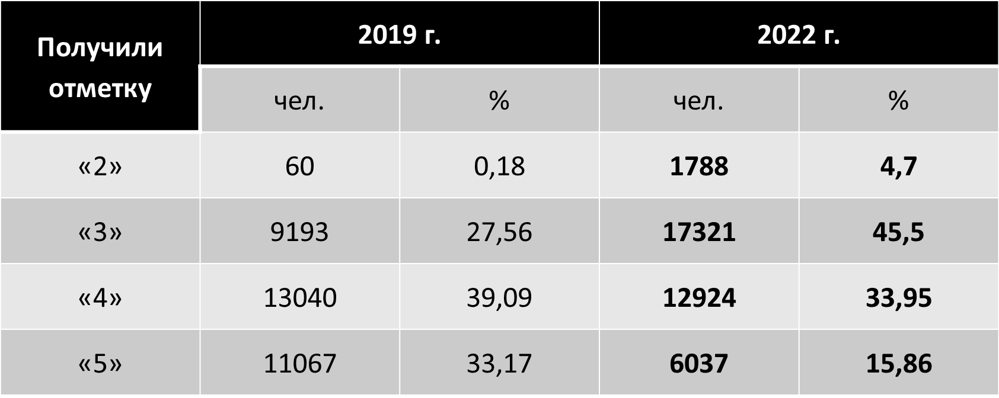 Получили отметку 2019 г. 2022 г.
чел. % чел. %
«2» 60 0,18 1788 4,7
«3» 9193 27,56 17321 45,5
«4» 13040 39,09 12924 33,95
«5» 11067 33,17 6037 15,86